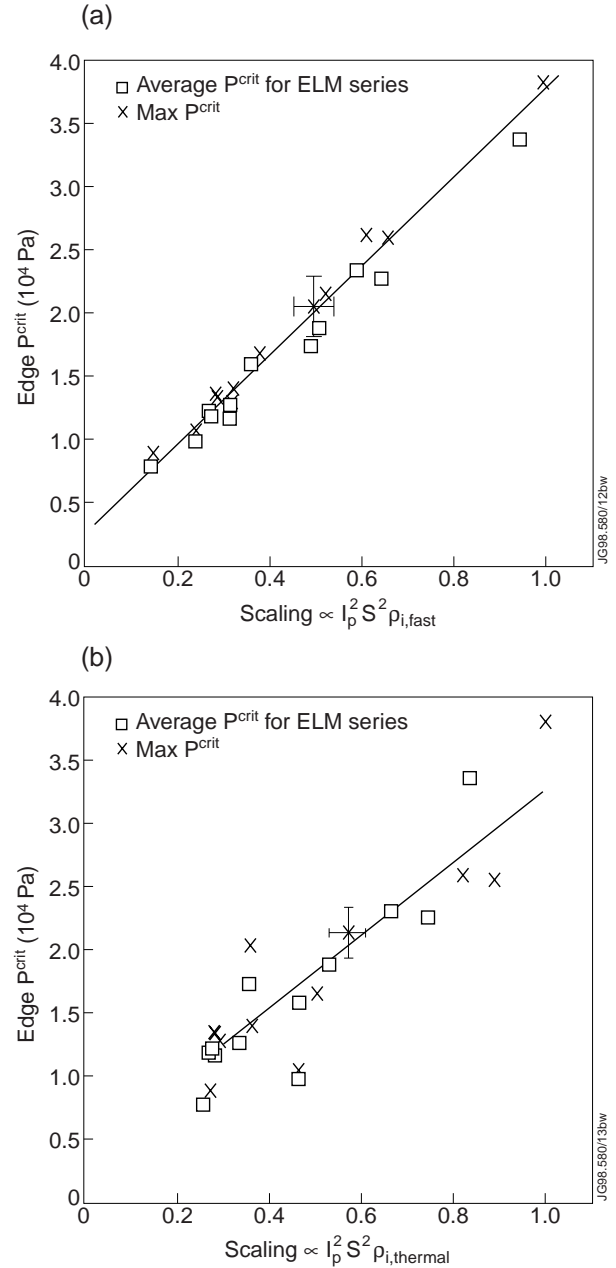 (a)
4.0
3.5
3.0
2.5
2.0
1.5
1.0
0.5
0
Edge P^crit (10^4 Pa)
□ Average P^crit for ELM series
× Max P^crit
0 0.2 0.4 0.6 0.8 1.0
Scaling ∝ I_p^2 S^2 ρ_i,fast
JG98.580/12bw
(b)
4.0
3.5
3.0
2.5
2.0
1.5
1.0
0.5
0
Edge P^crit (10^4 Pa)
□ Average P^crit for ELM series
× Max P^crit
0 0.2 0.4 0.6 0.8 1.0
Scaling ∝ I_p^2 S^2 ρ_i,thermal
JG98.580/13bw